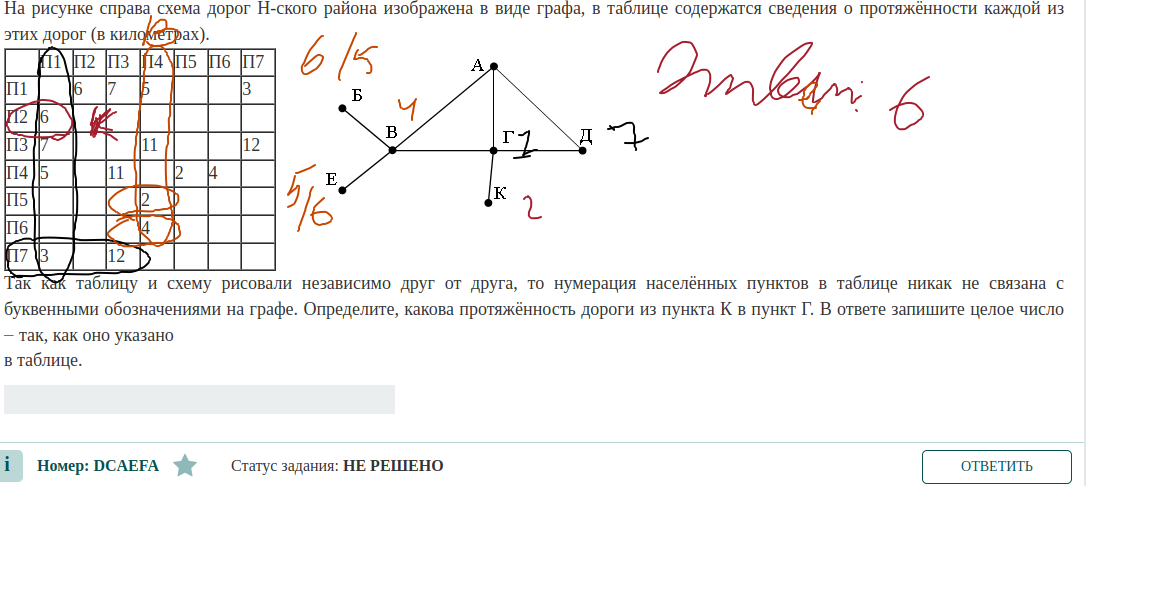 На рисунке справа схема дорог Н-ского района изображена в виде графа, в таблице содержатся сведения о протяжённости каждой из
этих дорог (в километрах).
В
П1 П2 П3 П4 П5 П6 П7
П1 6 7 5 3
П2 6
П3 7 11 12
П4 5 11 2 4
П5 2
П6 4
П7 3 12
6/5
А
Б
4
В
Г
1
Д
7
Е
5/6
К
2
4
6
Так как таблицу и схему рисовали независимо друг от друга, то нумерация населённых пунктов в таблице никак не связана с
буквенными обозначениями на графе. Определите, какова протяжённость дороги из пункта К в пункт Г. В ответе запишите целое число
– так, как оно указано
в таблице.
i Номер: DCAEFA Статус задания: НЕ РЕШЕНО ОТВЕТИТЬ